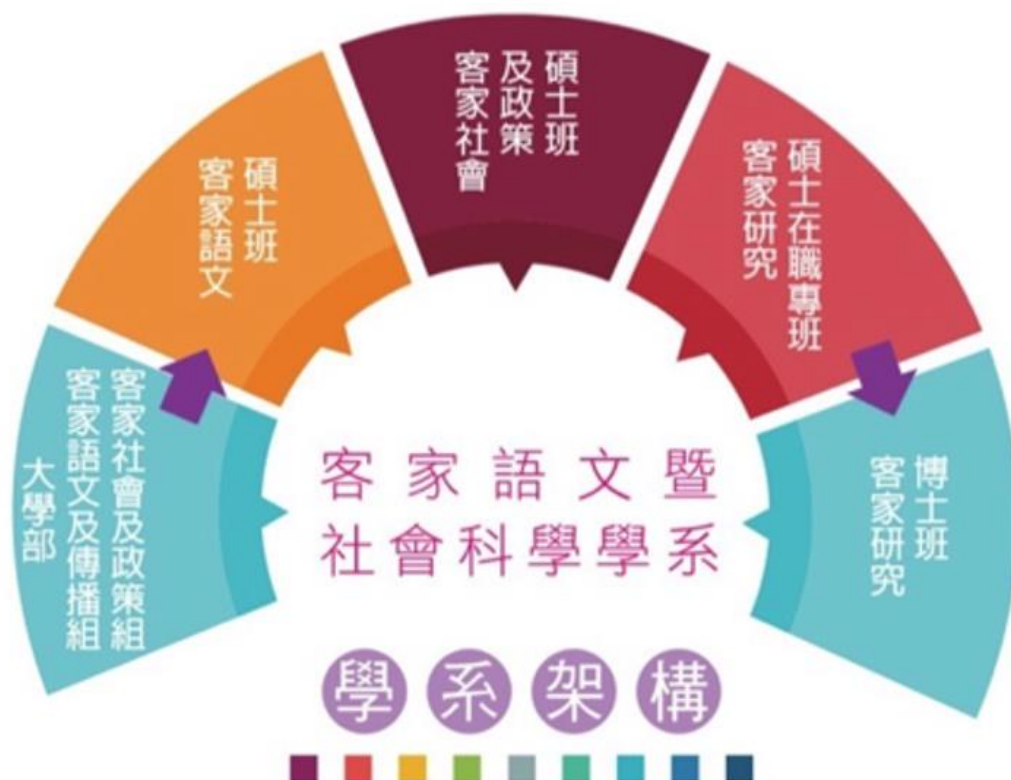 大學部
客家語文及傳播組
客家社會及政策組
客家語文
碩士班
客家社會
及政策
碩士班
客家研究
碩士在職專班
客家研究
博士班
客家語文暨
社會科學學系
學系架構